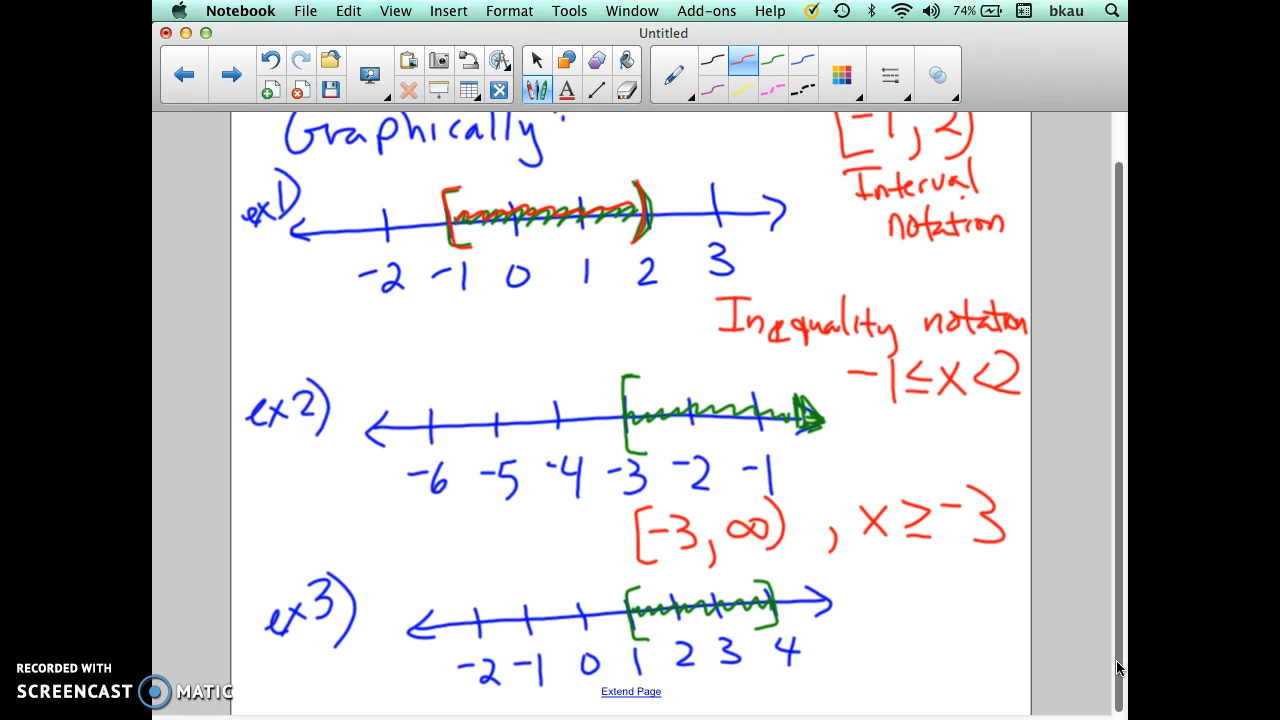 Notebook File Edit View Insert Format Tools Window Add-ons Help 74% bkau
Untitled
Graphically:
[-1, 2)
Interval
notation
ex1)
-2 -1 0 1 2 3
Inequality notation
-1 ≤ x < 2
ex2)
-6 -5 -4 -3 -2 -1
[-3, ∞) , x ≥ -3
ex3)
-2 -1 0 1 2 3 4
Extend Page
RECORDED WITH
SCREENCAST MATIC